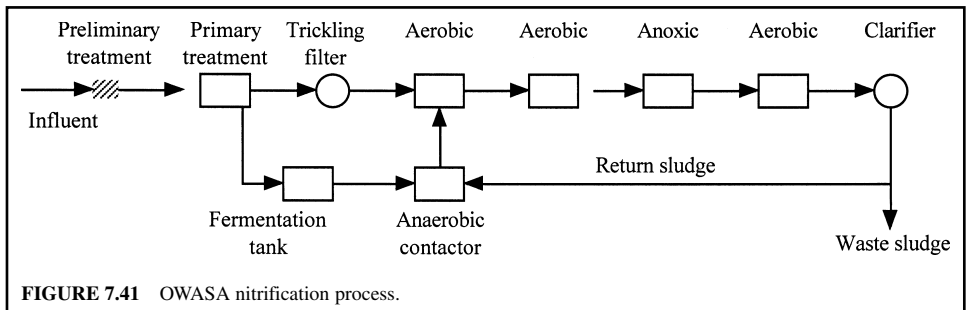 Preliminary
treatment
Primary
treatment
Trickling
filter
Aerobic
Aerobic
Anoxic
Aerobic
Clarifier
Influent
Return sludge
Fermentation
tank
Anaerobic
contactor
Waste sludge
FIGURE 7.41 OWASA nitrification process.